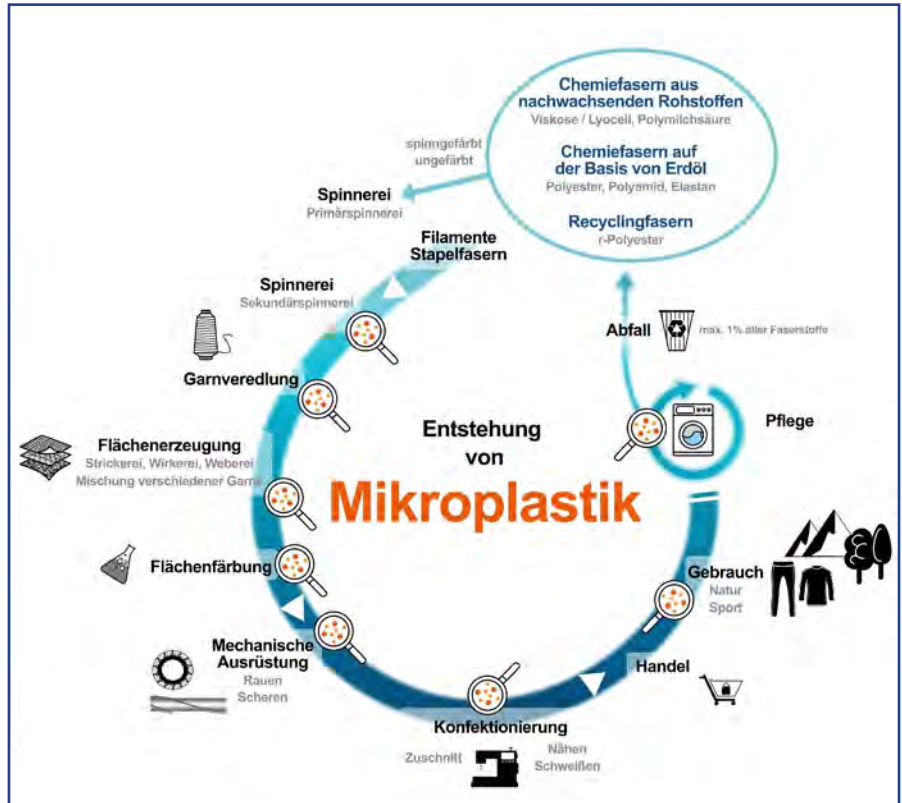 Chemiefasern aus
nachwachsenden Rohstoffen
Viskose / Lyocell, Polymilchsäure
Chemiefasern auf
der Basis von Erdöl
Polyester, Polyamid, Elastan
Recyclingfasern
r-Polyester
spinngefärbt
ungefärbt
Spinnerei
Primärspinnerei
Filamente
Stapelfasern
Spinnerei
Sekundärspinnerei
Garnveredlung
Flächenerzeugung
Strickerei, Wirkerei, Weberei
Mischung verschiedener Garne
Flächenfärbung
Mechanische
Ausrüstung
Rauen
Scheren
Konfektionierung
Zuschnitt
Nähen
Schweißen
Handel
Gebrauch
Natur
Sport
Pflege
Abfall
max. 1% aller Faserstoffe
Entstehung
von
Mikroplastik